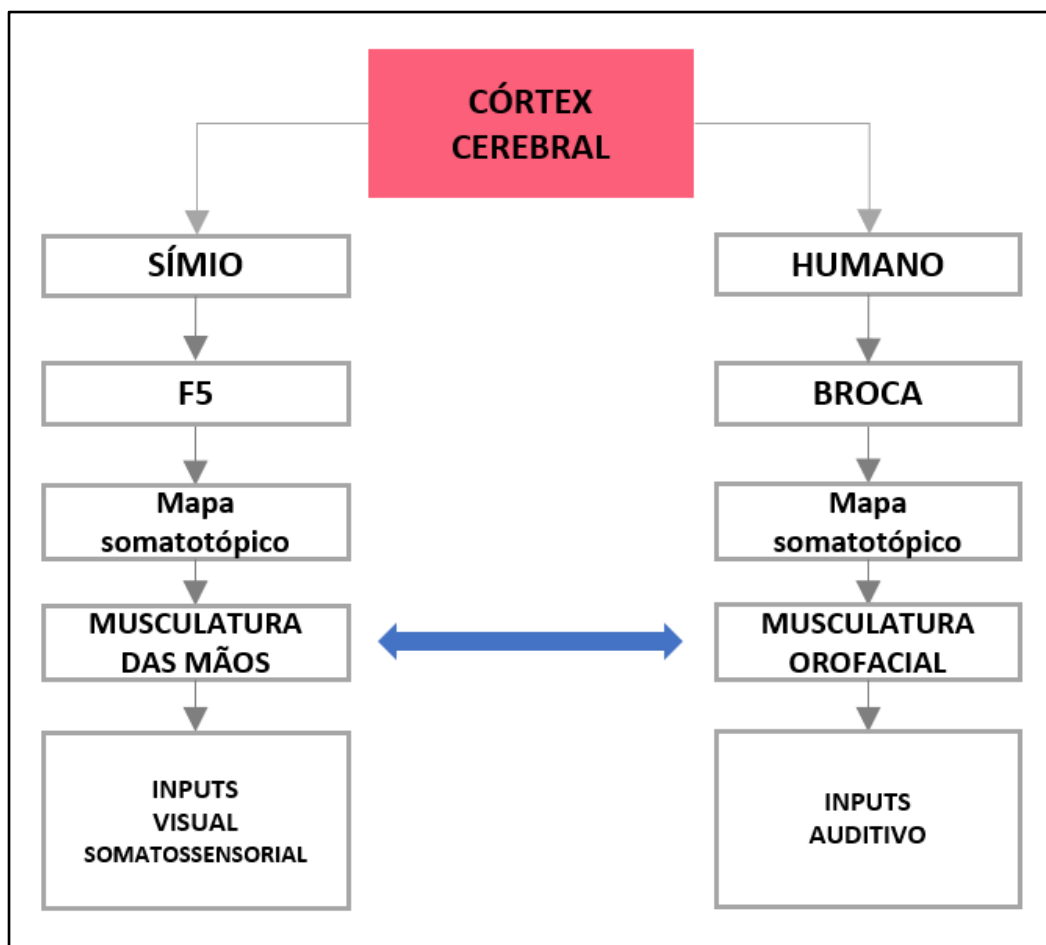 CÓRTEX
CEREBRAL
SÍMIO
F5
Mapa
somatotópico
MUSCULATURA
DAS MÃOS
INPUTS
VISUAL
SOMATOSSENSORIAL
HUMANO
BROCA
Mapa
somatotópico
MUSCULATURA
OROFACIAL
INPUTS
AUDITIVO